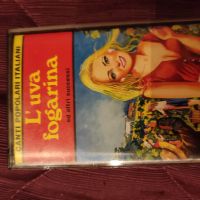 CANTI POPOLARI ITALIANI
L'uva
fogarina
ed altri successi